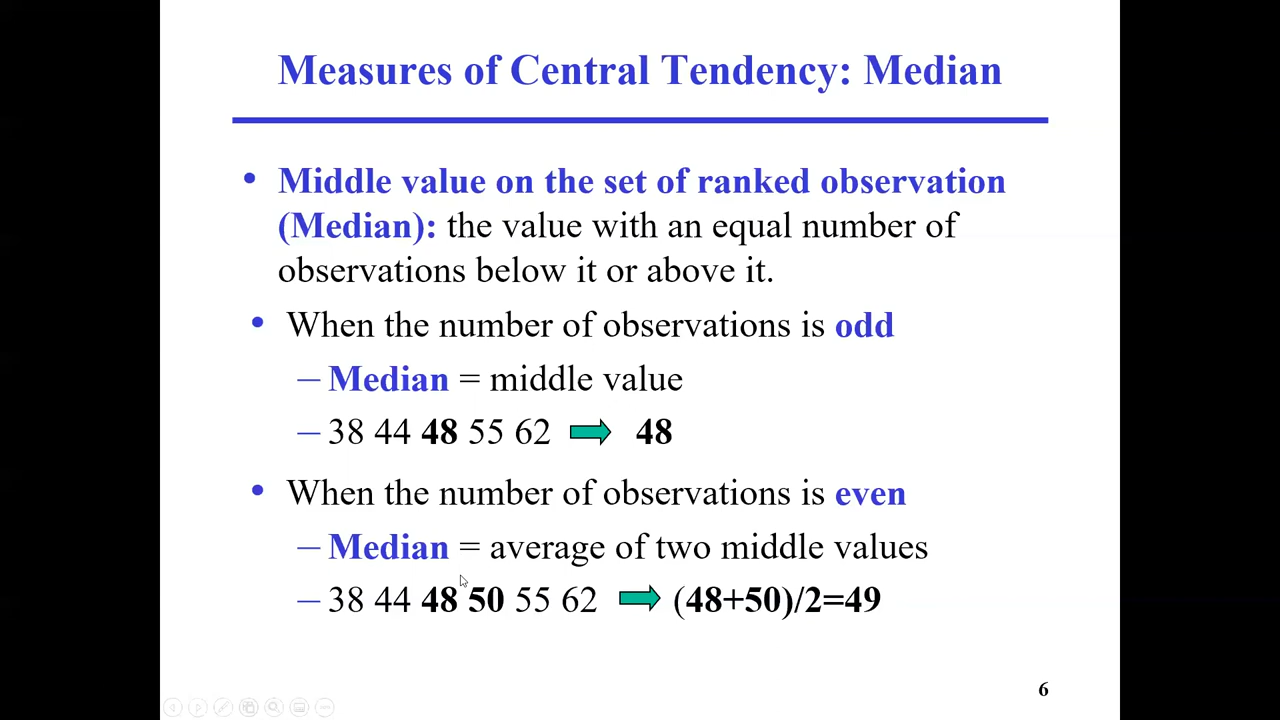 Measures of Central Tendency: Median
• Middle value on the set of ranked observation
(Median): the value with an equal number of
observations below it or above it.
• When the number of observations is odd
– Median = middle value
– 38 44 48 55 62 48
• When the number of observations is even
– Median = average of two middle values
– 38 44 48 50 55 62 (48+50)/2=49
6